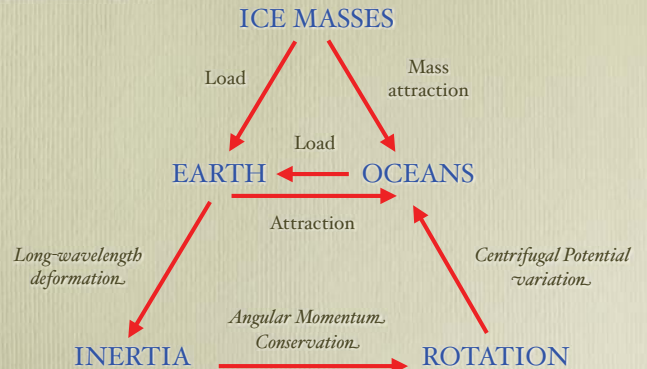 ICE MASSES
Load
Mass
attraction
Load
EARTH
OCEANS
Attraction
Long-wavelength
deformation
Centrifugal Potential
variation
Angular Momentum
Conservation
INERTIA
ROTATION